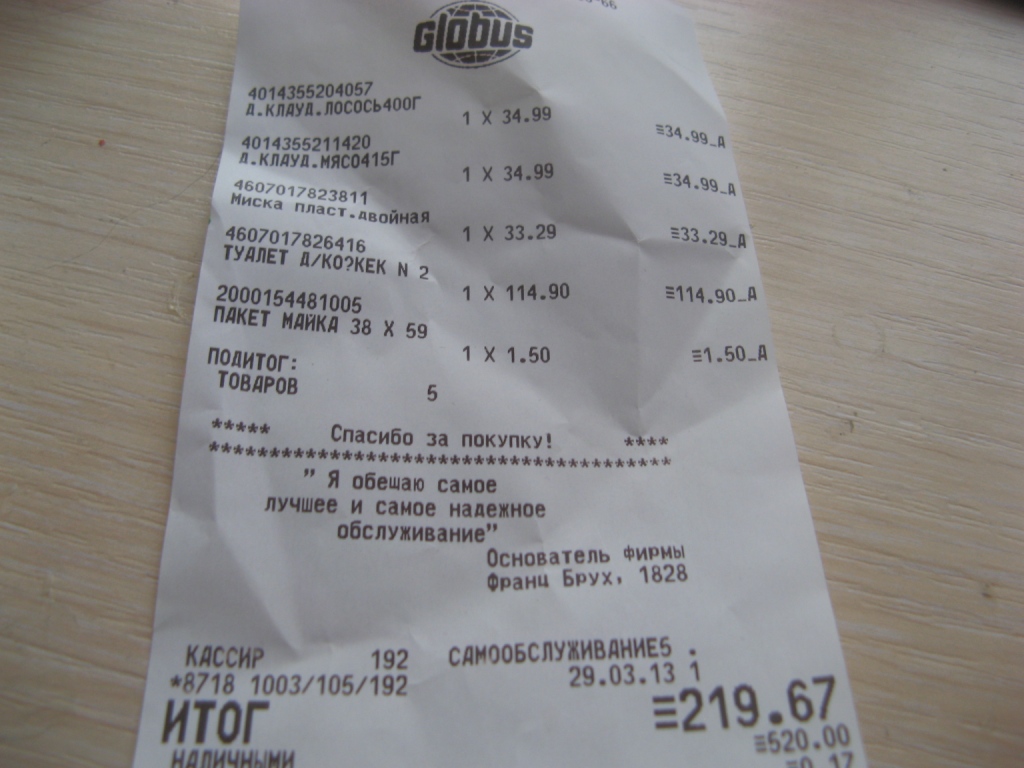 Globus
4014355204057
Д.КЛАУД.ЛОСОСЬ400Г
1 X 34.99 ≡34.99_А
4014355211420
Д.КЛАУД.МЯСО415Г
1 X 34.99 ≡34.99_А
4607017823811
Миска пласт.двойная
1 X 33.29 ≡33.29_А
4607017826416
ТУАЛЕТ Д/КО?КЕК N 2
1 X 114.90 ≡114.90_А
2000154481005
ПАКЕТ МАЙКА 38 X 59
1 X 1.50 ≡1.50_А
ПОДИТОГ:
ТОВАРОВ 5
***** Спасибо за покупку! ****
****************************************
" Я обещаю самое
лучшее и самое надежное
обслуживание"
Основатель фирмы
Франц Брух, 1828
КАССИР 192 САМООБСЛУЖИВАНИЕ5 .
*8718 1003/105/192 29.03.13 1
ИТОГ ≡219.67
НАЛИЧНЫМИ ≡520.00